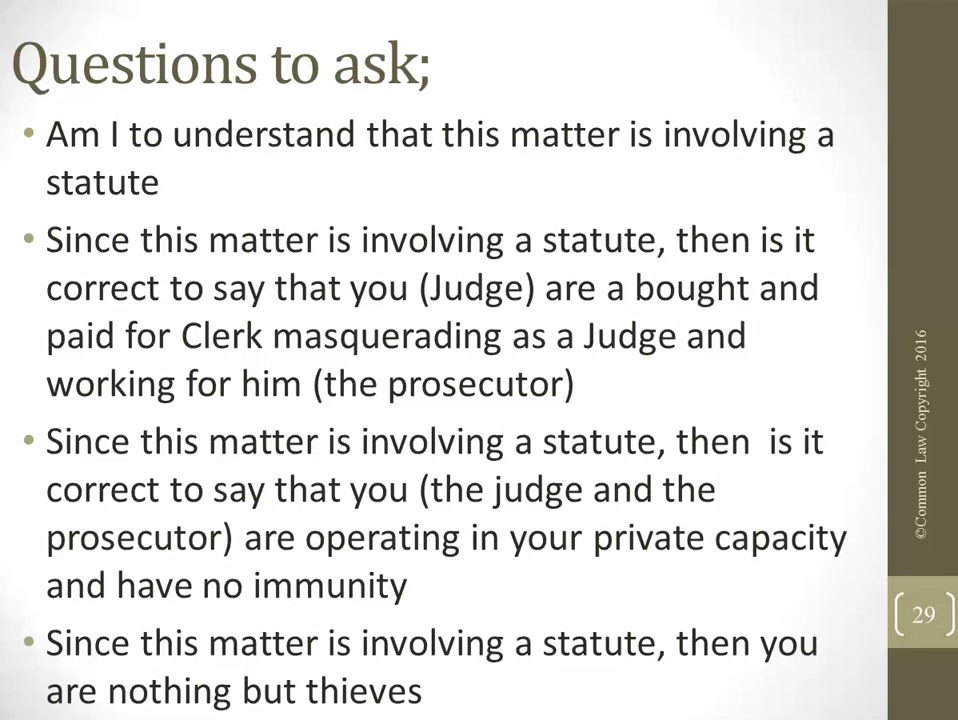 Questions to ask;
• Am I to understand that this matter is involving a
statute
• Since this matter is involving a statute, then is it
correct to say that you (Judge) are a bought and
paid for Clerk masquerading as a Judge and
working for him (the prosecutor)
• Since this matter is involving a statute, then  is it
correct to say that you (the judge and the
prosecutor) are operating in your private capacity
and have no immunity
• Since this matter is involving a statute, then you
are nothing but thieves
©Common Law Copyright 2016
29